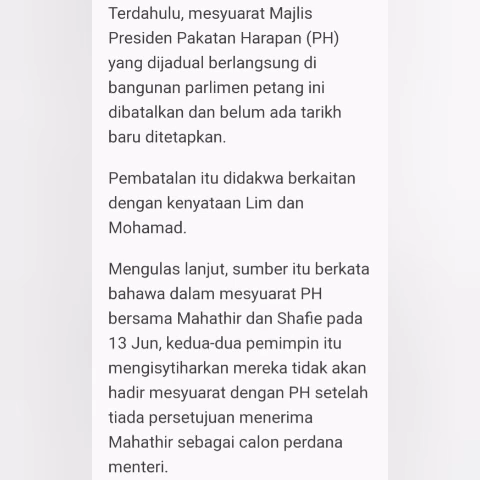 Terdahulu, mesyuarat Majlis
Presiden Pakatan Harapan (PH)
yang dijadual berlangsung di
bangunan parlimen petang ini
dibatalkan dan belum ada tarikh
baru ditetapkan.
Pembatalan itu didakwa berkaitan
dengan kenyataan Lim dan
Mohamad.
Mengulas lanjut, sumber itu berkata
bahawa dalam mesyuarat PH
bersama Mahathir dan Shafie pada
13 Jun, kedua-dua pemimpin itu
mengisytiharkan mereka tidak akan
hadir mesyuarat dengan PH setelah
tiada persetujuan menerima
Mahathir sebagai calon perdana
menteri.